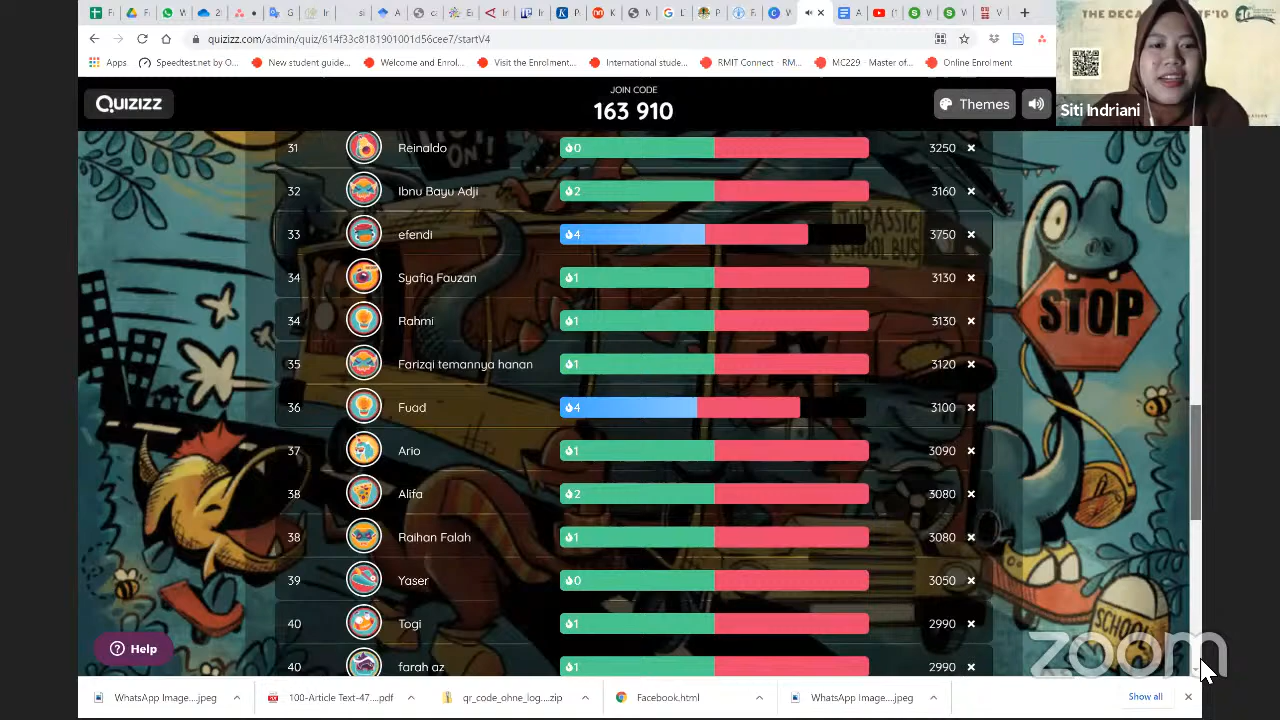 quizizz.com/admin/quiz/614f33c8181901001d56cee7/startV4
Apps Speedtest.net by O... New student guide... Welcome and Enrol... Visit the Enrolment... International stude... RMIT Connect - RM... MC229 - Master of... Online Enrolment
THE DECA
Quizizz
JOIN CODE
163 910
Themes
Siti Indriani
31 Reinaldo 0 3250
32 Ibnu Bayu Adji 2 3160
33 efendi 4 3750
34 Syafiq Fauzan 1 3130
34 Rahmi 1 3130
35 Farizqi temannya hanan 1 3120
36 Fuad 4 3100
37 Ario 1 3090
38 Alifa 2 3080
38 Raihan Falah 1 3080
39 Yaser 0 3050
40 Togi 1 2990
40 farah az 1 2990
ON!
JURASSIC
SCHOOL BUS
STOP
SCHOOL
Help
zoom
WhatsApp Image....jpeg 100-Article Text-47....pdf qr_code_ohne_log....zip Facebook.html WhatsApp Image....jpeg Show all